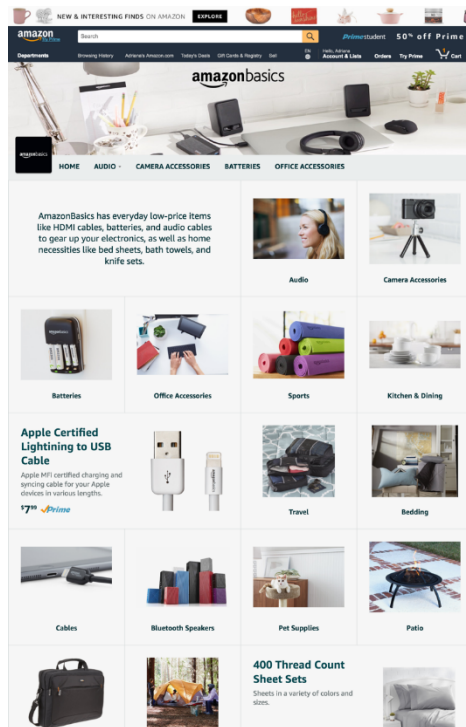 NEW & INTERESTING FINDS ON AMAZON EXPLORE
amazon
Search
Primestudent 50% off Prime
Departments
Browsing History Adriana's Amazon.com Today's Deals Gift Cards & Registry Sell
EN
Hello, Adriana
Account & Lists Orders Try Prime Cart
amazonbasics
amazonbasics
HOME AUDIO CAMERA ACCESSORIES BATTERIES OFFICE ACCESSORIES
AmazonBasics has everyday low-price items
like HDMI cables, batteries, and audio cables
to gear up your electronics, as well as home
necessities like bed sheets, bath towels, and
knife sets.
Audio
Camera Accessories
Batteries
Office Accessories
Sports
Kitchen & Dining
Apple Certified
Lightining to USB
Cable
Apple MFI certified charging and
syncing cable for your Apple
devices in various lengths.
$7.99 Prime
Travel
Bedding
Cables
Bluetooth Speakers
Pet Supplies
Patio
400 Thread Count
Sheet Sets
Sheets in a variety of colors and
sizes.